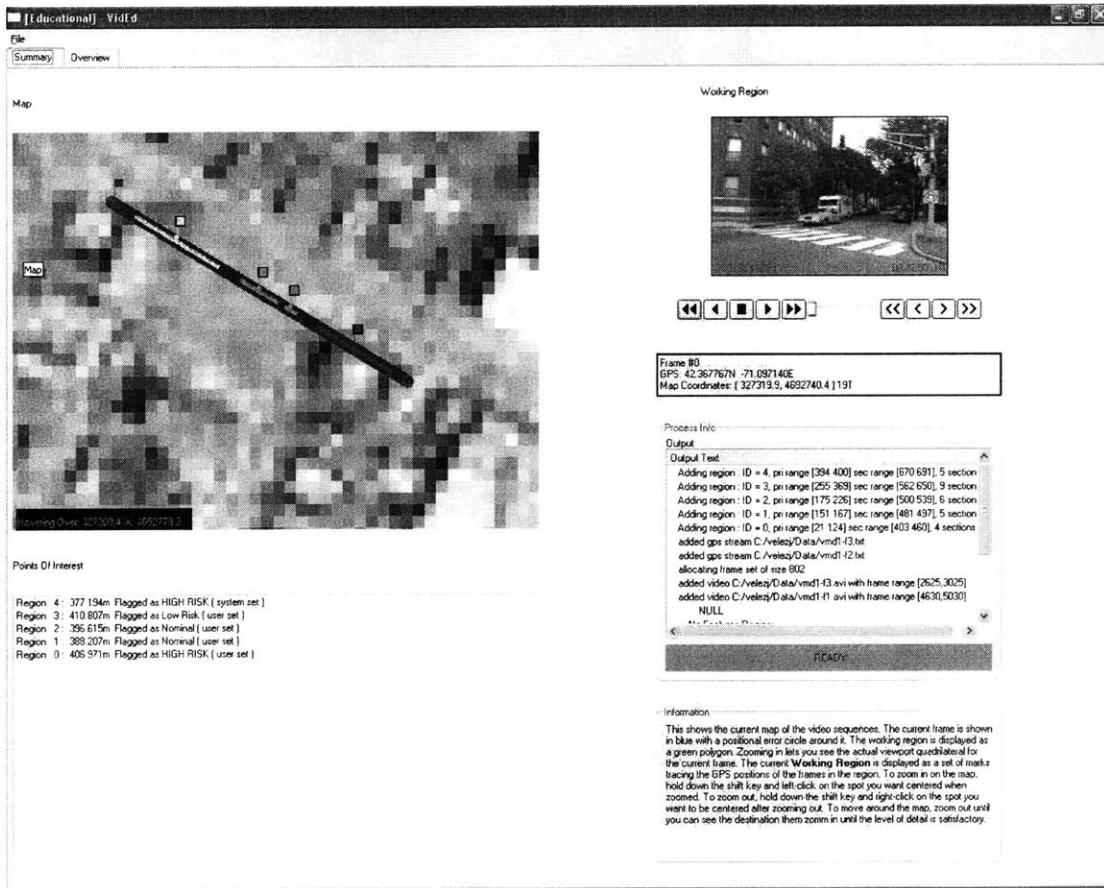 [Educational] VidEd
File
Summary Overview
Map
Map
Hovering Over:
Points Of Interest
Region 4 : 377.194m Flagged as HIGH RISK ( system set )
Region 3 : 410.807m Flagged as Low Risk ( user set )
Region 2 : 396.615m Flagged as Nominal ( user set )
Region 1 : 388.207m Flagged as Nominal ( user set )
Region 0 : 406.971m Flagged as HIGH RISK ( user set )
Working Region
Frame #0
GPS: 42.367767N -71.097140E
Map Coordinates: ( 327319.9, 4692740.4 ) 19T
Process Info
Output
Output Text
Adding region : ID = 4, pri range [394 400] sec range [670 691], 5 section
Adding region : ID = 3, pri range [255 369] sec range [562 650], 9 section
Adding region : ID = 2, pri range [175 226] sec range [500 539], 6 section
Adding region : ID = 1, pri range [151 167] sec range [481 497], 5 section
Adding region : ID = 0, pri range [21 124] sec range [403 460], 4 sections
added gps stream C:/velezj/Data/vmd1-f3.txt
added gps stream C:/velezj/Data/vmd1-f2.txt
allocating frame set of size 802
added video C:/velezj/Data/vmd1-f3.avi with frame range [2625,3025]
added video C:/velezj/Data/vmd1-f1.avi with frame range [4630,5030]
NULL
READY
Information
This shows the current map of the video sequences. The current frame is shown
in blue with a positional error circle around it. The working region is displayed as
a green polygon. Zooming in lets you see the actual viewport quadrilateral for
the current frame. The current Working Region is displayed as a set of marks
tracing the GPS positions of the frames in the region. To zoom in on the map,
hold down the shift key and left-click on the spot you want centered when
zoomed. To zoom out, hold down the shift key and right-click on the spot you
want to be centered after zooming out. To move around the map, zoom out until
you can see the destination them zomm in until the level of detail is satisfactory.